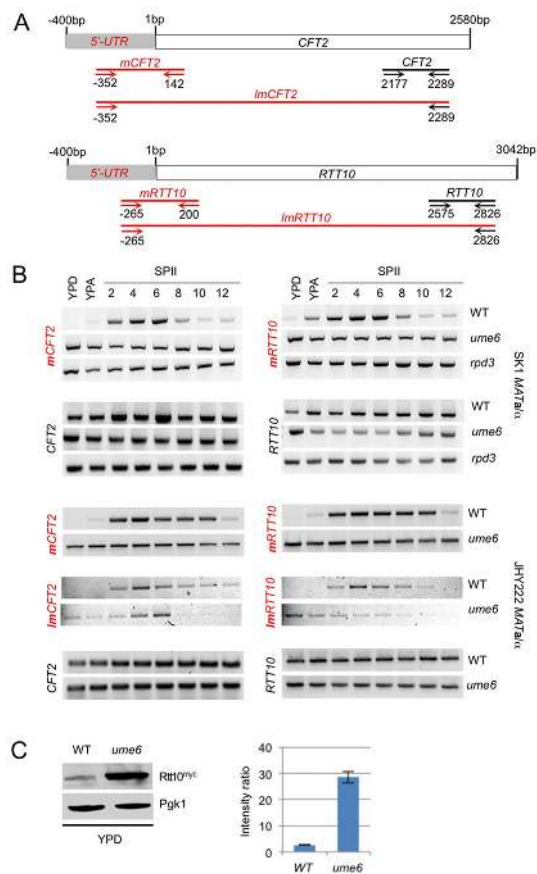 A
-400bp 1bp 2580bp
5'-UTR CFT2
mCFT2 CFT2
-352 142 2177 2289
lmCFT2
-352 2289
-400bp 1bp 3042bp
5'-UTR RTT10
mRTT10 RTT10
-265 200 2575 2826
lmRTT10
-265 2826
B
SPII SPII
YPD YPA 2 4 6 8 10 12 YPD YPA 2 4 6 8 10 12
mCFT2 mRTT10 WT
ume6
rpd3
SK1 MATa/α
CFT2 RTT10 WT
ume6
rpd3
mCFT2 mRTT10 WT
ume6
JHY222 MATa/α
lmCFT2 lmRTT10 WT
ume6
CFT2 RTT10 WT
ume6
C
WT ume6
Rtt10myc
Pgk1
YPD
Intensity ratio
40
30
20
10
0
WT ume6